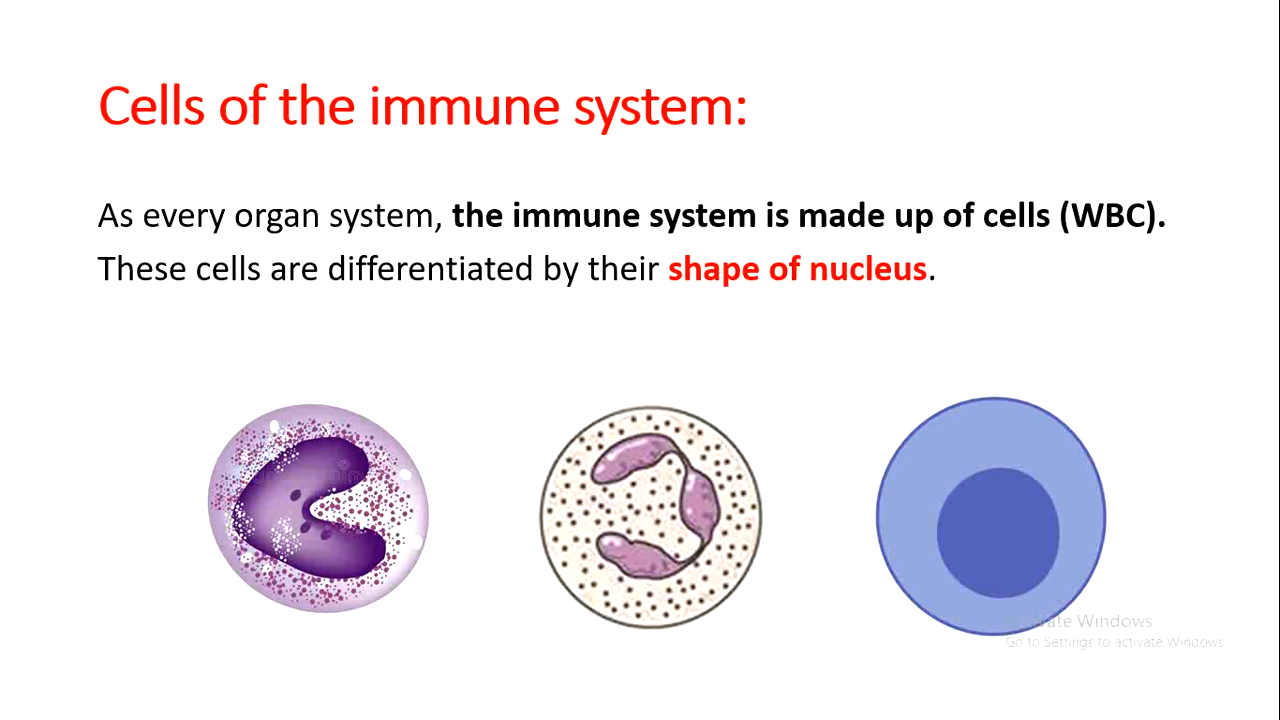 Cells of the immune system:
As every organ system, the immune system is made up of cells (WBC).
These cells are differentiated by their shape of nucleus.
Windows
Go to Settings to activate Windows